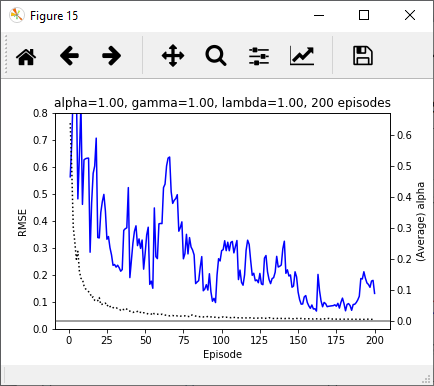 Figure 15
alpha=1.00, gamma=1.00, lambda=1.00, 200 episodes
0.8
0.7
0.6
0.5
0.4
0.3
0.2
0.1
0.0
RMSE
0.6
0.5
0.4
0.3
0.2
0.1
0.0
(Average) alpha
0 25 50 75 100 125 150 175 200
Episode